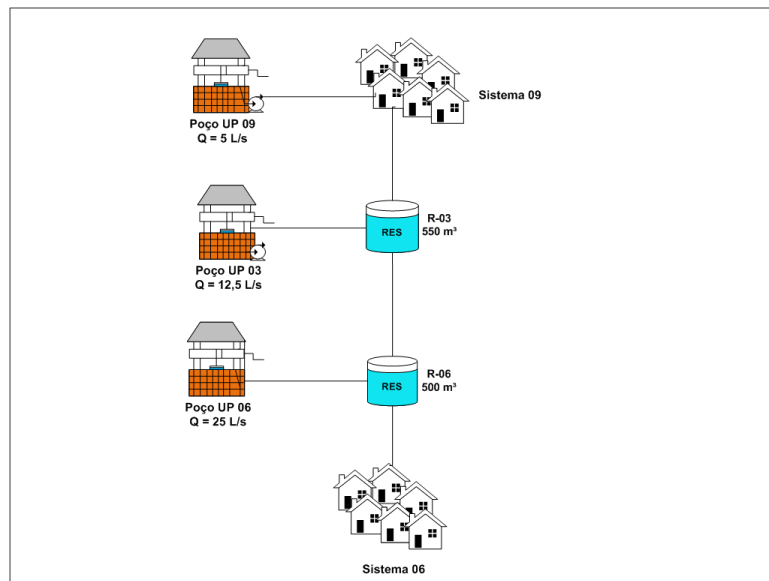 Sistema 09
Poço UP 09
Q = 5 L/s
R-03
550 m³
RES
Poço UP 03
Q = 12,5 L/s
R-06
500 m³
RES
Poço UP 06
Q = 25 L/s
Sistema 06